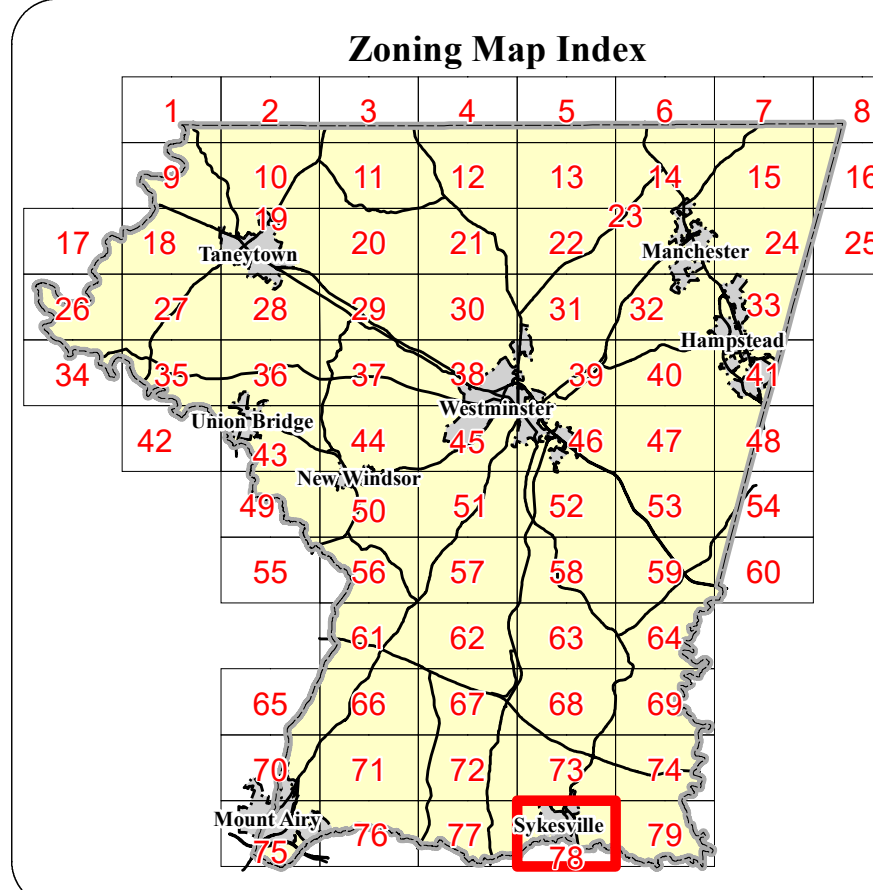 Zoning Map Index
1 2 3 4 5 6 7 8
9 10 11 12 13 14 15 16
17 18 19 20 21 22 23 24 25
Taneytown
Manchester
26 27 28 29 30 31 32 33
Hampstead
34 35 36 37 38 39 40 41
Westminster
Union Bridge
42 43 44 45 46 47 48
New Windsor
49 50 51 52 53 54
55 56 57 58 59 60
61 62 63 64
65 66 67 68 69
70 71 72 73 74
Mount Airy
Sykesville
75 76 77 78 79